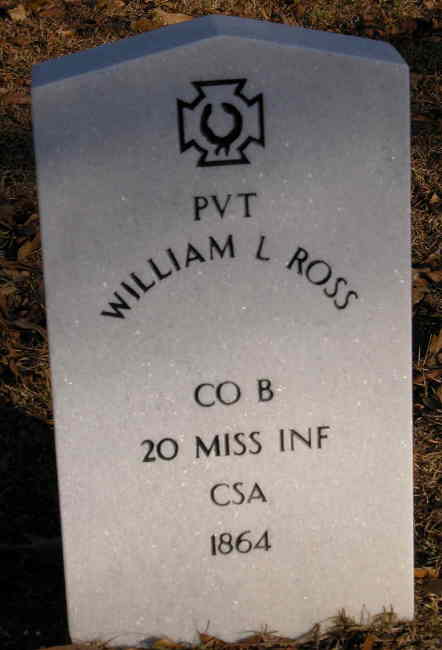 PVT
WILLIAM L ROSS
CO B
20 MISS INF
CSA
1864